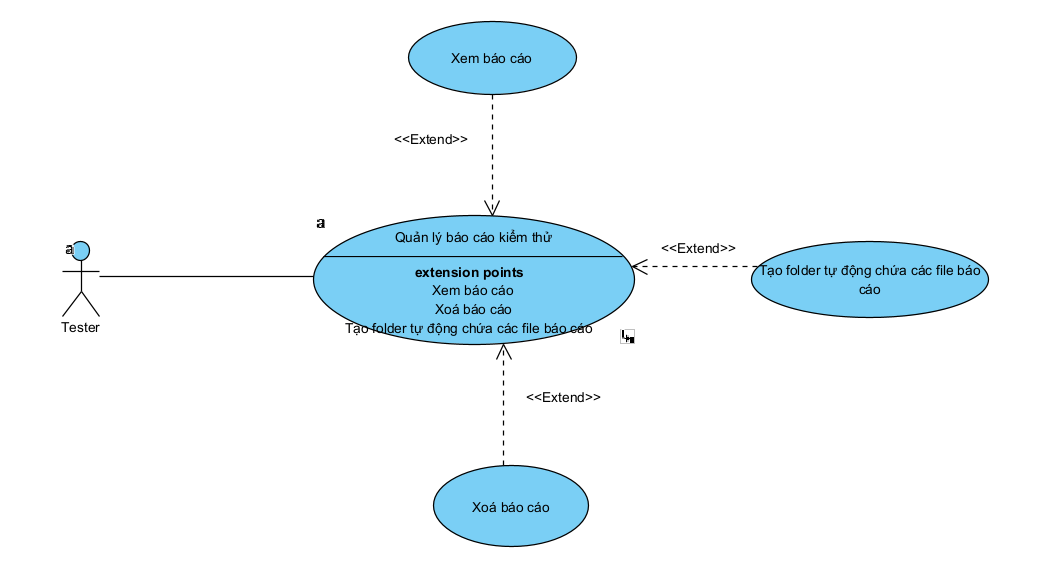 Xem báo cáo
<<Extend>>
a
Quản lý báo cáo kiểm thử
a
<<Extend>>
extension points
Tạo folder tự động chứa các file báo
cáo
Xem báo cáo
Xoá báo cáo
Tạo folder tự động chứa các file báo cáo
Tester
<<Extend>>
Xoá báo cáo